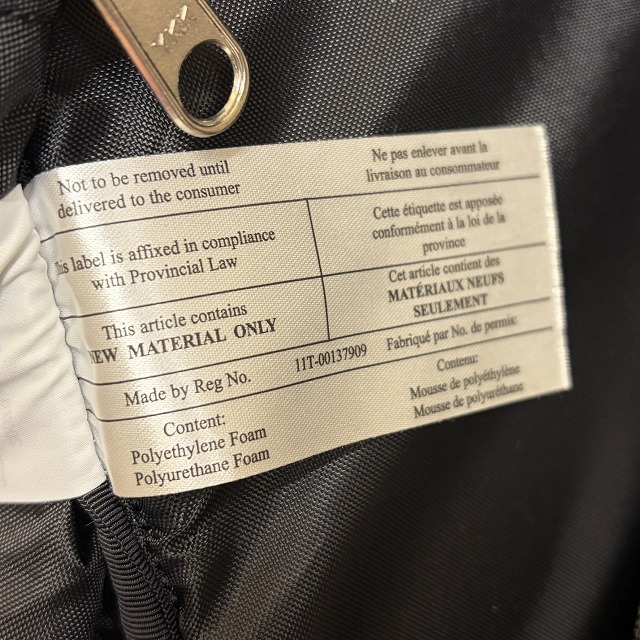 Not to be removed until
delivered to the consumer
Ne pas enlever avant la
livraison au consommateur
This label is affixed in compliance
with Provincial Law
Cette étiquette est apposée
conformément à la loi de la
province
This article contains
NEW MATERIAL ONLY
Cet article contient des
MATÉRIAUX NEUFS
SEULEMENT
Made by Reg No. 11T-00137909 Fabriqué par No. de permis:
Content:
Polyethylene Foam
Polyurethane Foam
Contenu:
Mousse de polyéthylène
Mousse de polyuréthane